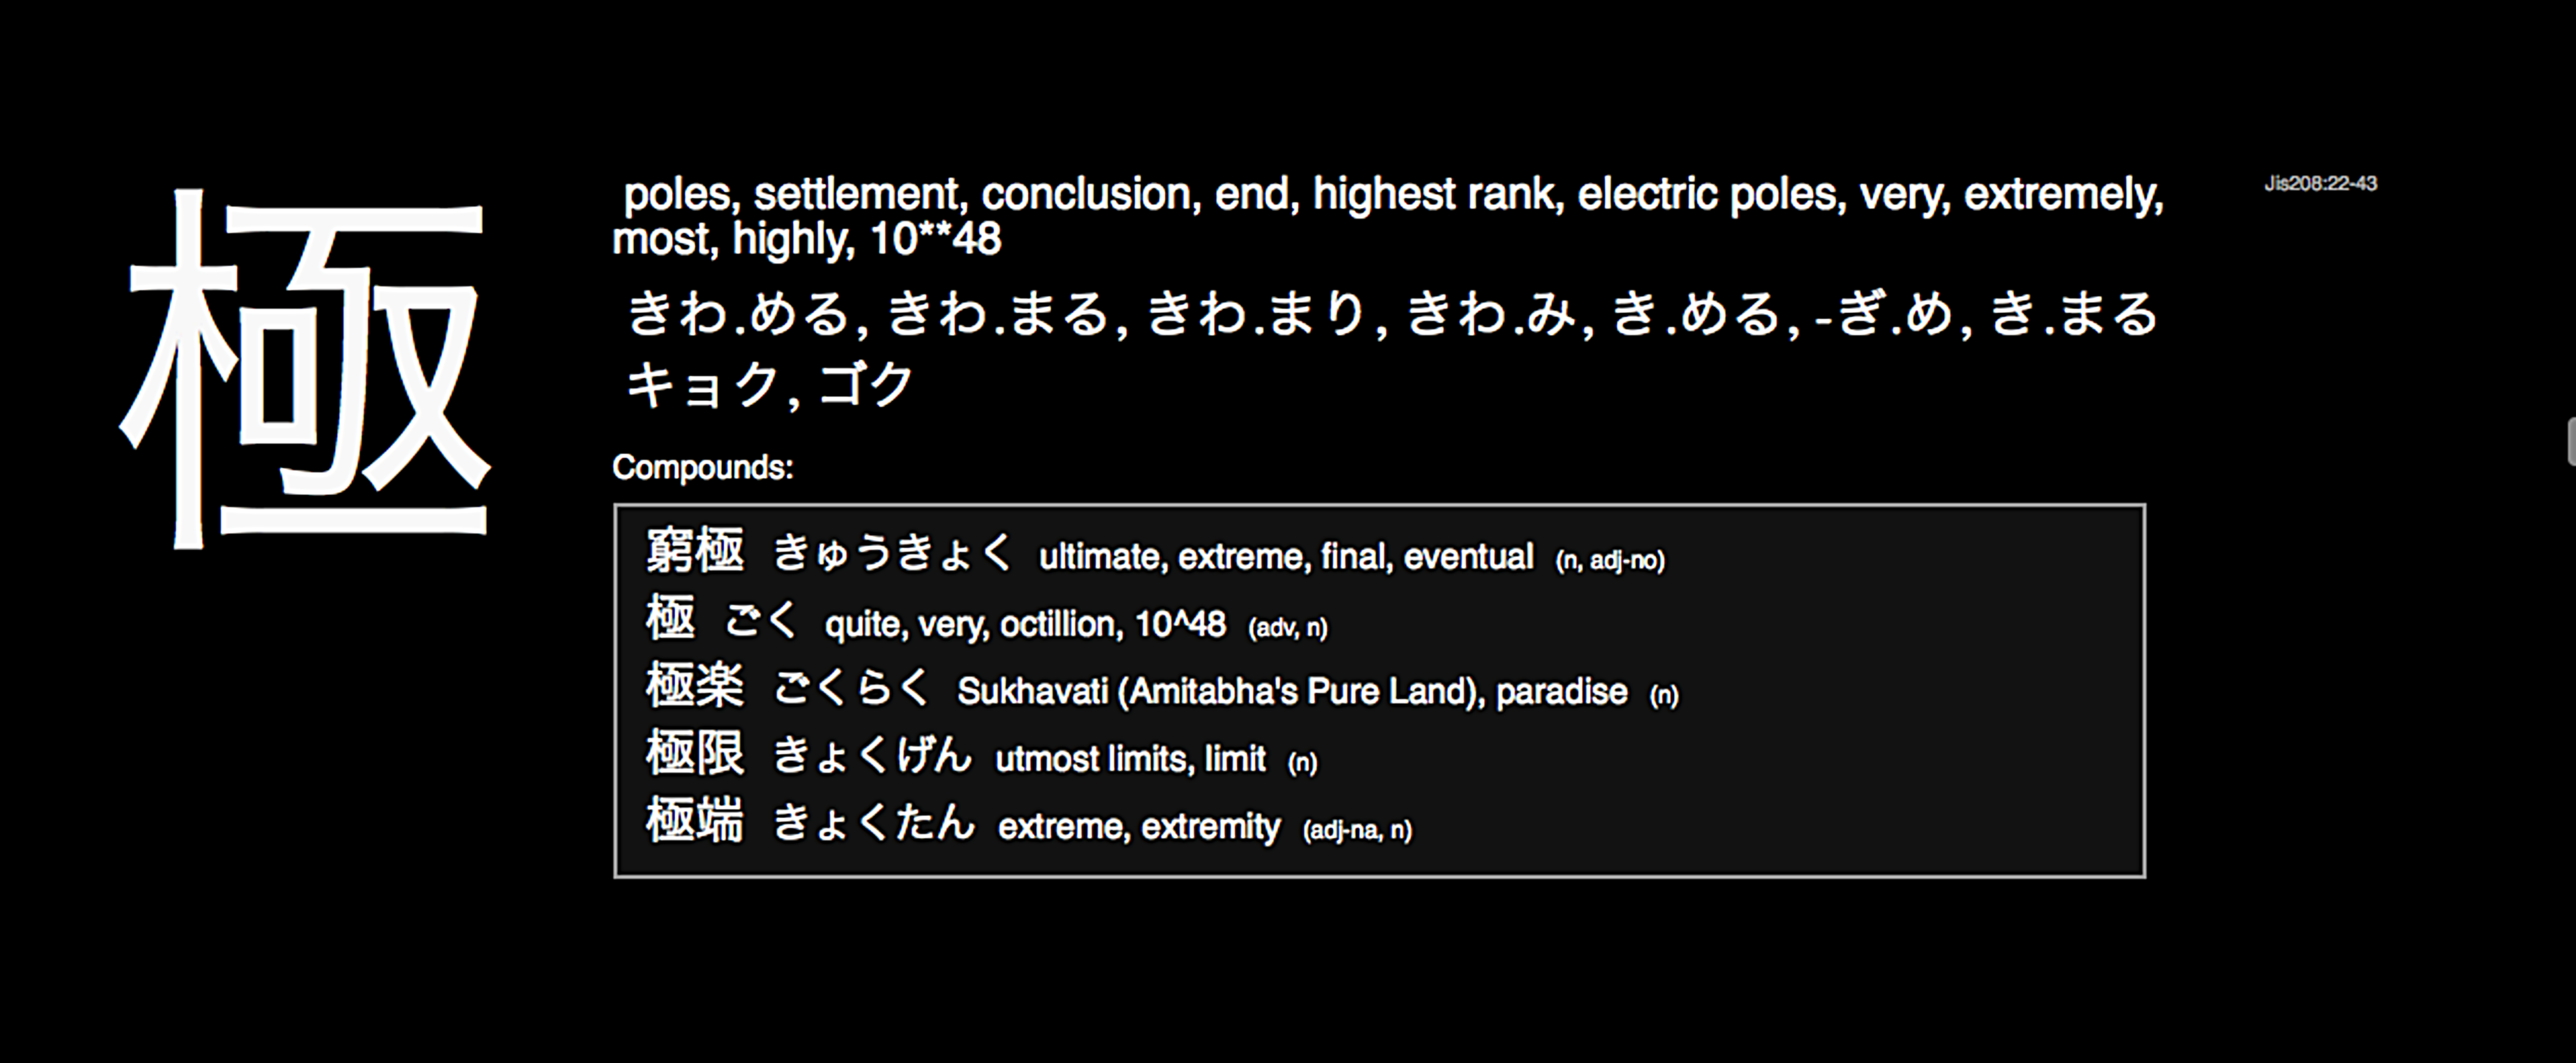 極
poles, settlement, conclusion, end, highest rank, electric poles, very, extremely,
most, highly, 10**48
Jis208:22-43
きわ.める, きわ.まる, きわ.まり, きわ.み, き.める, -ぎ.め, き.まる
キョク, ゴク
Compounds:
窮極 きゅうきょく ultimate, extreme, final, eventual (n, adj-no)
極 ごく quite, very, octillion, 10^48 (adv, n)
極楽 ごくらく Sukhavati (Amitabha's Pure Land), paradise (n)
極限 きょくげん utmost limits, limit (n)
極端 きょくたん extreme, extremity (adj-na, n)